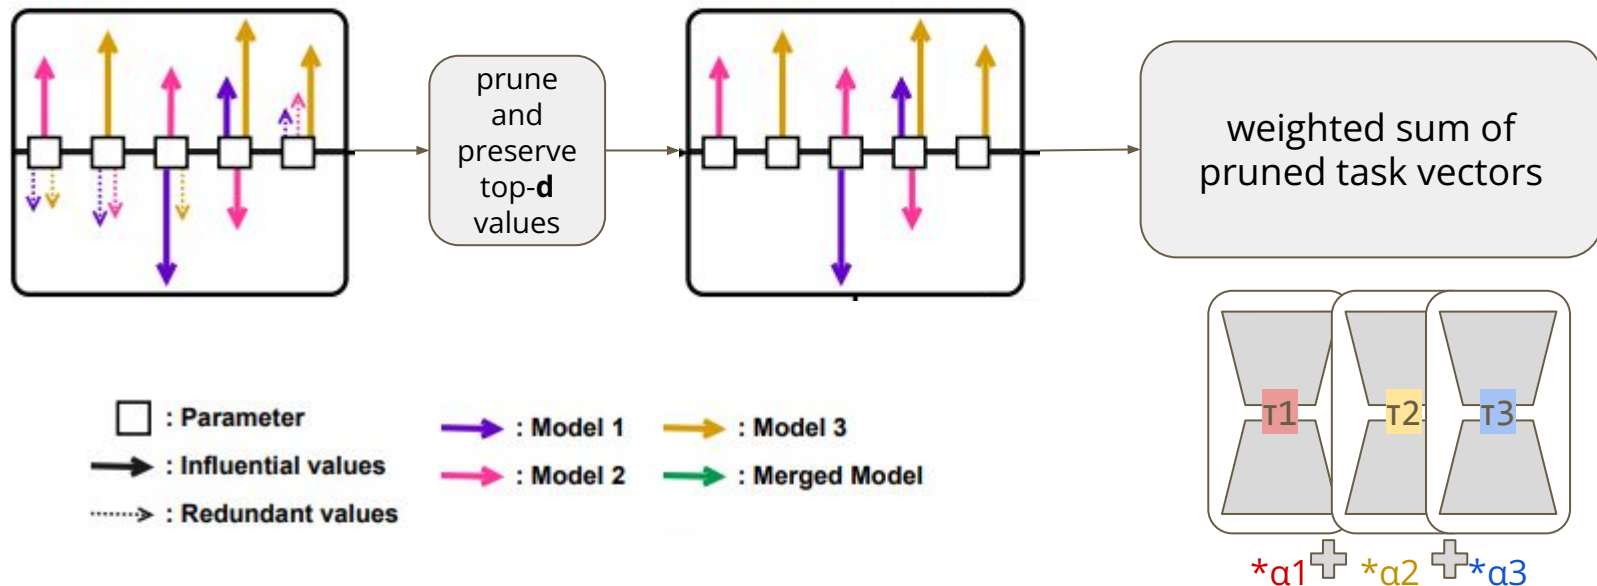 prune
and
preserve
top-d
values
weighted sum of
pruned task vectors
: Parameter
: Influential values
: Redundant values
: Model 1
: Model 2
: Model 3
: Merged Model
τ1
τ2
τ3
*α1
*α2
*α3